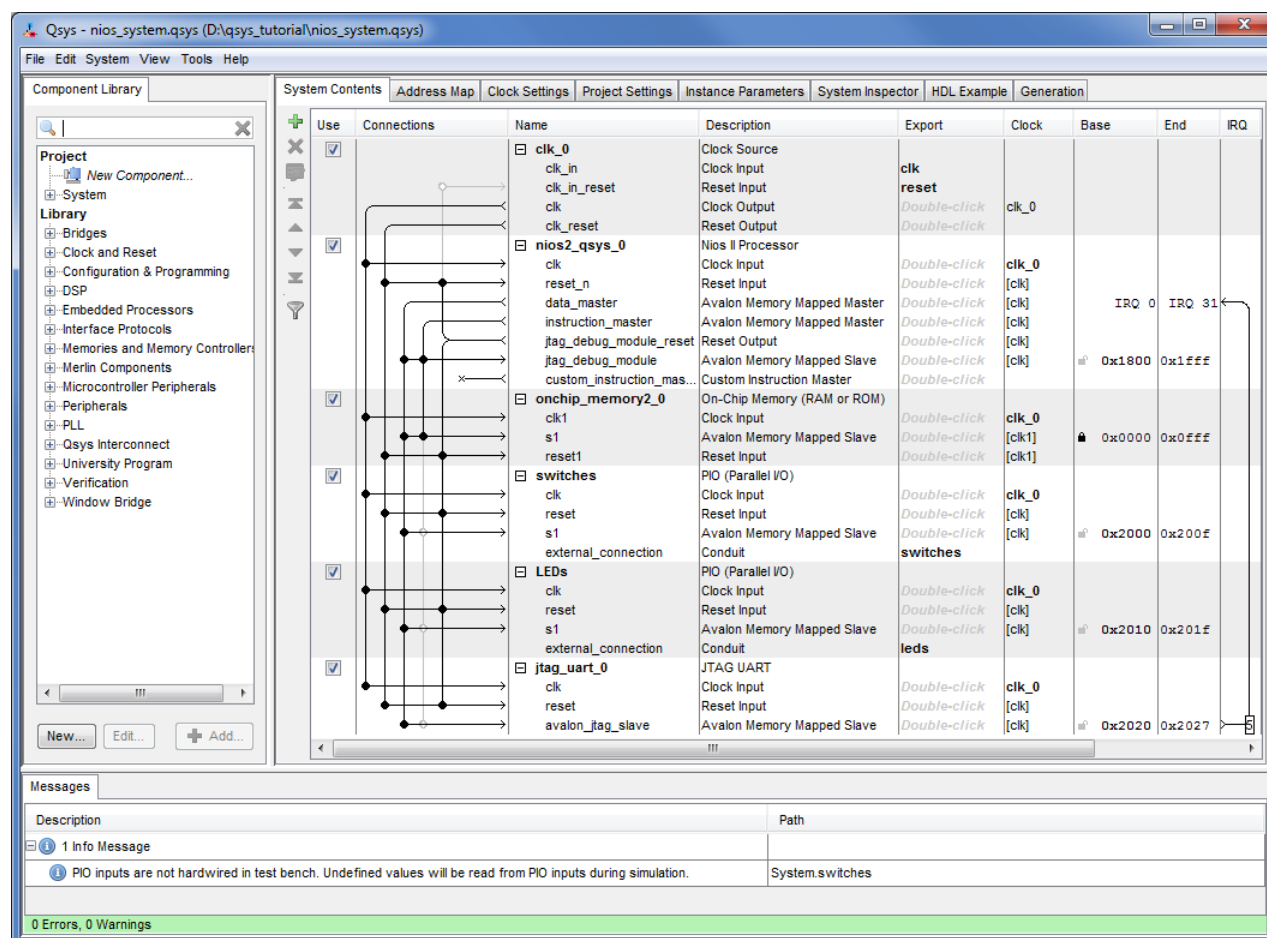 Qsys - nios_system.qsys (D:\qsys_tutorial\nios_system.qsys)
File Edit System View Tools Help
Component Library
Project
New Component...
System
Library
Bridges
Clock and Reset
Configuration & Programming
DSP
Embedded Processors
Interface Protocols
Memories and Memory Controllers
Merlin Components
Microcontroller Peripherals
Peripherals
PLL
Qsys Interconnect
University Program
Verification
Window Bridge
New... Edit... Add...
System Contents Address Map Clock Settings Project Settings Instance Parameters System Inspector HDL Example Generation
Use Connections Name Description Export Clock Base End IRQ
clk_0 Clock Source
clk_in Clock Input clk
clk_in_reset Reset Input reset
clk Clock Output Double-click clk_0
clk_reset Reset Output Double-click
nios2_qsys_0 Nios II Processor
clk Clock Input Double-click clk_0
reset_n Reset Input Double-click [clk]
data_master Avalon Memory Mapped Master Double-click [clk] IRQ 0 IRQ 31
instruction_master Avalon Memory Mapped Master Double-click [clk]
jtag_debug_module_reset Reset Output Double-click [clk]
jtag_debug_module Avalon Memory Mapped Slave Double-click [clk] 0x1800 0x1fff
custom_instruction_mas... Custom Instruction Master Double-click
onchip_memory2_0 On-Chip Memory (RAM or ROM)
clk1 Clock Input Double-click clk_0
s1 Avalon Memory Mapped Slave Double-click [clk1] 0x0000 0x0fff
reset1 Reset Input Double-click [clk1]
switches PIO (Parallel I/O)
clk Clock Input Double-click clk_0
reset Reset Input Double-click [clk]
s1 Avalon Memory Mapped Slave Double-click [clk] 0x2000 0x200f
external_connection Conduit switches
LEDs PIO (Parallel I/O)
clk Clock Input Double-click clk_0
reset Reset Input Double-click [clk]
s1 Avalon Memory Mapped Slave Double-click [clk] 0x2010 0x201f
external_connection Conduit leds
jtag_uart_0 JTAG UART
clk Clock Input Double-click clk_0
reset Reset Input Double-click [clk]
avalon_jtag_slave Avalon Memory Mapped Slave Double-click [clk] 0x2020 0x2027 5
Messages
Description Path
1 Info Message
PIO inputs are not hardwired in test bench. Undefined values will be read from PIO inputs during simulation. System.switches
0 Errors, 0 Warnings